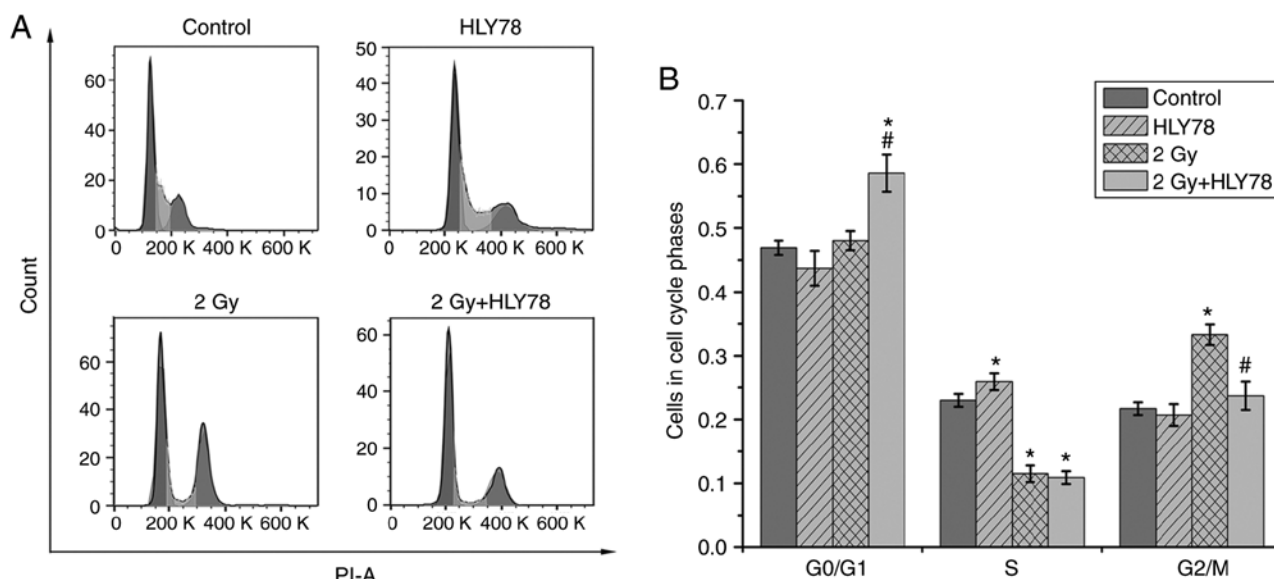 A
Control
HLY78
60
40
20
0
0 200 K 400 K 600 K
50
40
30
20
10
0
0 200 K 400 K 600 K
2 Gy
2 Gy+HLY78
60
40
20
0
0 200 K 400 K 600 K
60
40
20
0
0 200 K 400 K 600 K
Count
PI-A
B
Control
HLY78
2 Gy
2 Gy+HLY78
Cells in cell cycle phases
0.7
0.6
0.5
0.4
0.3
0.2
0.1
0.0
*
#
*
*
*
*
#
G0/G1 S G2/M